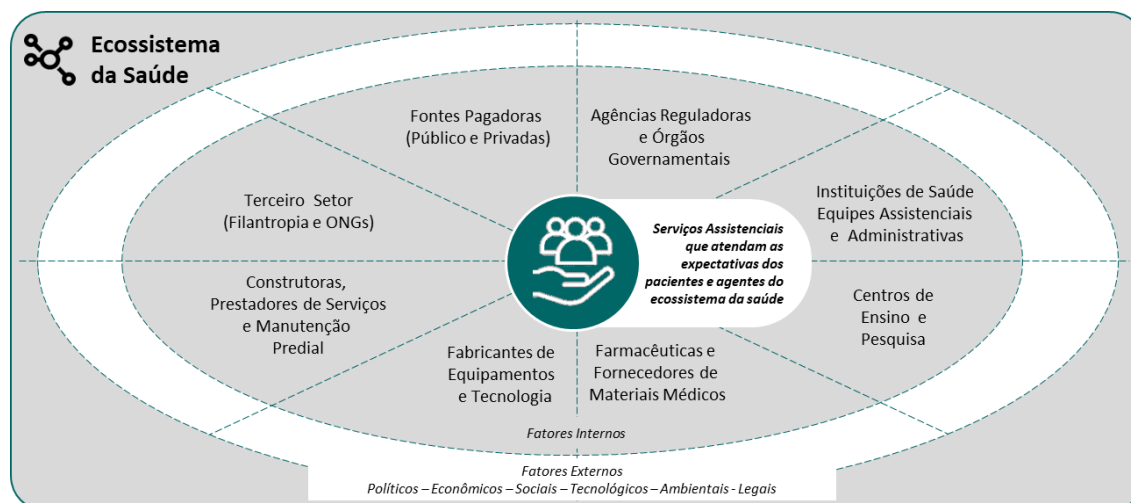 Ecossistema
da Saúde
Fontes Pagadoras
(Público e Privadas)
Agências Reguladoras
e Órgãos
Governamentais
Terceiro Setor
(Filantropia e ONGs)
Instituições de Saúde
Equipes Assistenciais
e Administrativas
Serviços Assistenciais
que atendam as
expectativas dos
pacientes e agentes do
ecossistema da saúde
Construtoras,
Prestadores de Serviços
e Manutenção
Predial
Centros de
Ensino e
Pesquisa
Fabricantes de
Equipamentos
e Tecnologia
Farmacêuticas e
Fornecedores de
Materiais Médicos
Fatores Internos
Fatores Externos
Políticos – Econômicos – Sociais – Tecnológicos – Ambientais - Legais